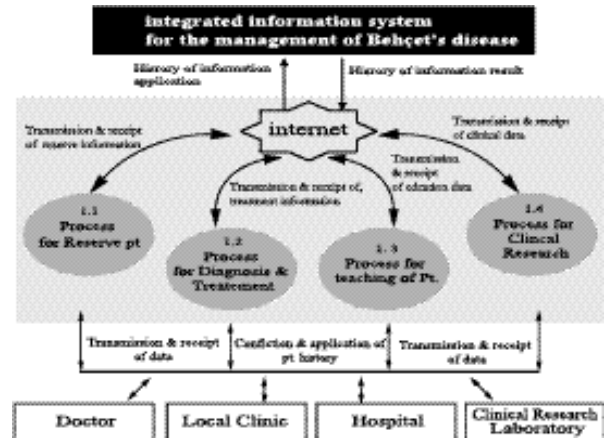 integrated information system
for the management of Behçet's disease
History of information
application
History of information result
internet
Transmission & receipt
of reserve information
Transmission & receipt
of clinical data
Transmission & receipt of,
treatment information
Transmission
& receipt
of edration data
1.1
Process
for Reserve pt
1.2
Process
for Diagnosis &
Treatement
1. 3
Process for
teaching of Pt.
1.4
Process for
Clincal
Research
Transmission & receipt
of data
& application of
pt history
Transmission & receipt
of data
Doctor
Local Clinic
Hospital
Clinical Research
Laboratory